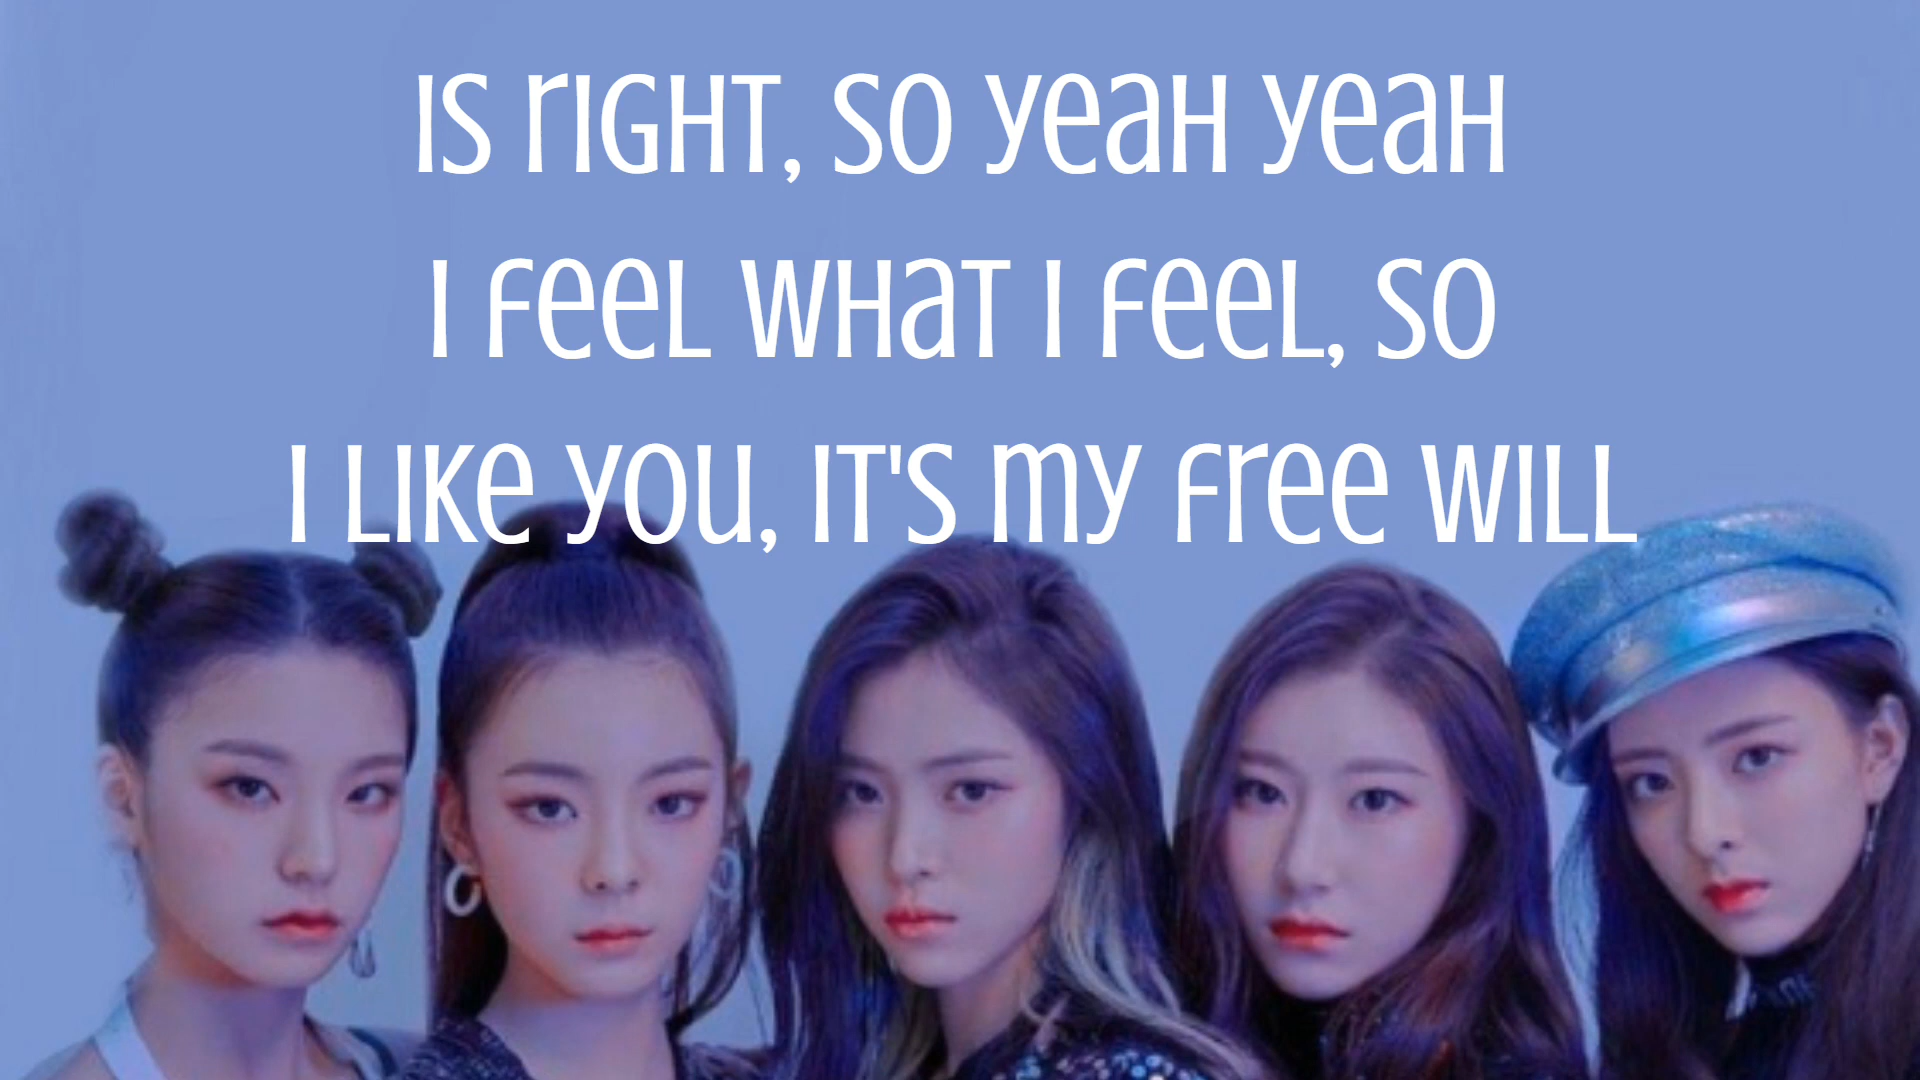 IS RIGHT, SO YEAH YEAH
I FEEL WHAT I FEEL, SO
I LIKE YOU, IT'S MY FREE WILL